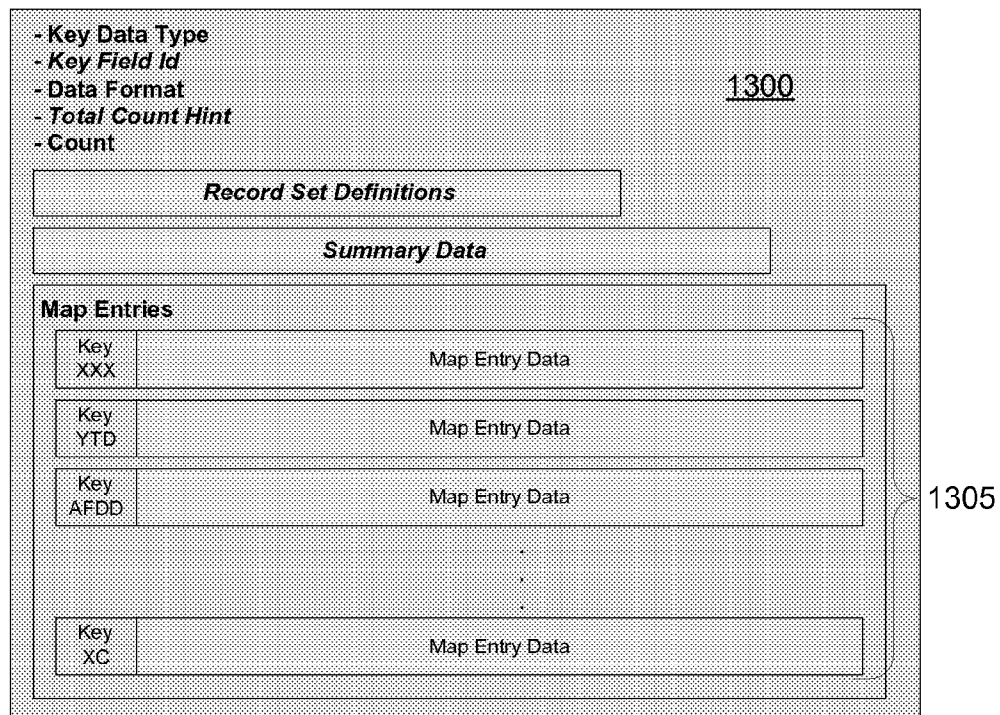 - Key Data Type
- Key Field Id
- Data Format
- Total Count Hint
- Count
1300
Record Set Definitions
Summary Data
Map Entries
Key
XXX
Map Entry Data
Key
YTD
Map Entry Data
Key
AFDD
Map Entry Data
1305
Key
XC
Map Entry Data